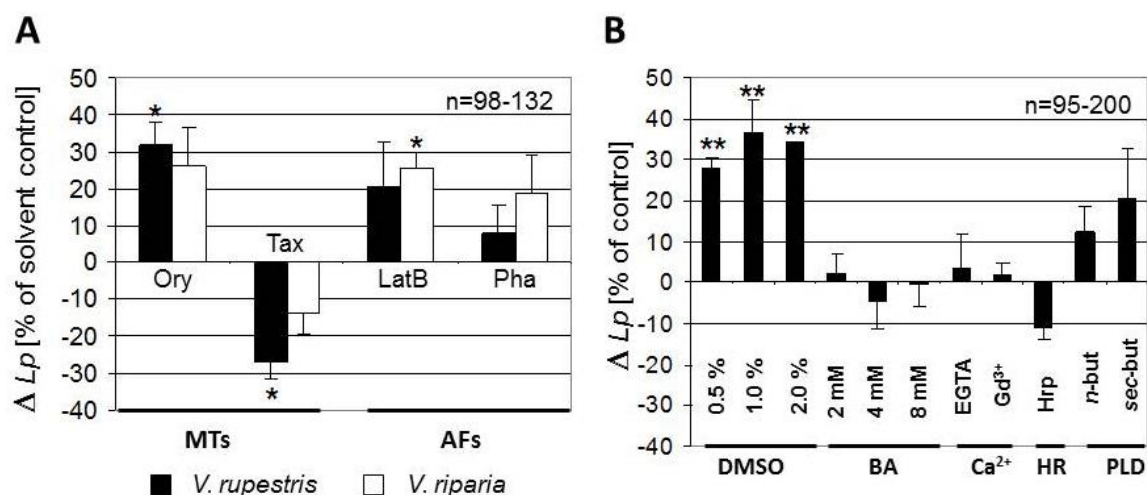 A
Δ Lp [% of solvent control]
50
40
30
20
10
0
-10
-20
-30
-40
n=98-132
*
*
*
Tax
Ory
LatB
Pha
MTs
AFs
V. rupestris
V. riparia
B
Δ Lp [% of control]
50
40
30
20
10
0
-10
-20
-30
-40
n=95-200
**
**
**
0.5 %
1.0 %
2.0 %
2 mM
4 mM
8 mM
EGTA
Gd³⁺
Hrp
n-but
sec-but
DMSO
BA
Ca²⁺
HR
PLD